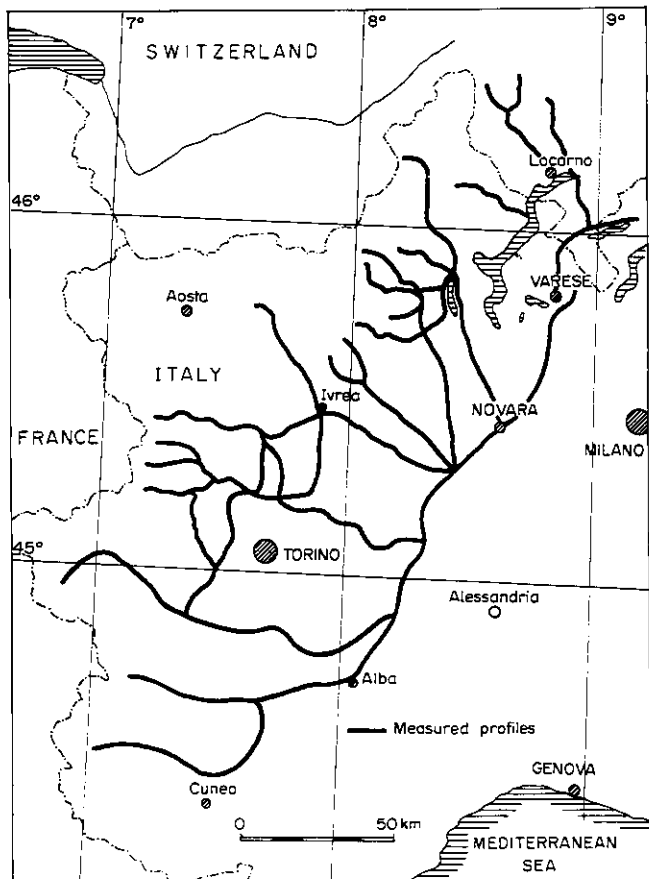 7°
8°
9°
SWITZERLAND
Locarno
46°
VARESE
Aosta
ITALY
Ivrea
NOVARA
FRANCE
MILANO
45°
TORINO
Alessandria
Alba
Measured profiles
GENOVA
Cuneo
0
50 km
MEDITERRANEAN
SEA